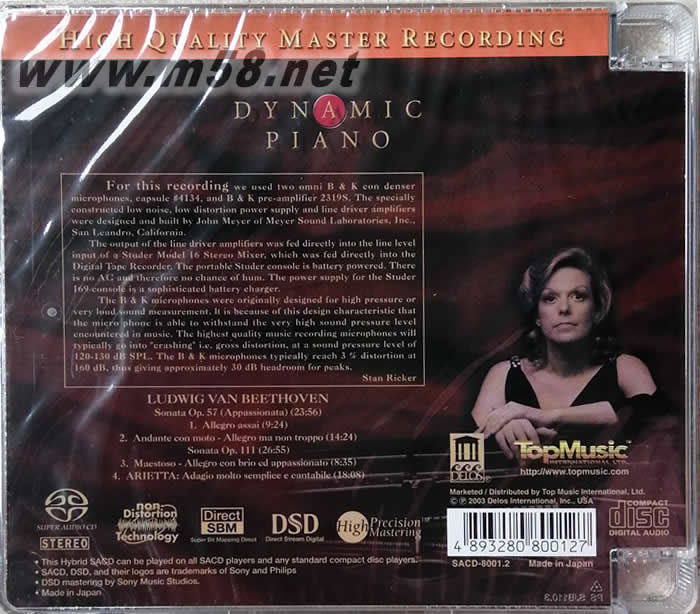 HIGH QUALITY MASTER RECORDING
www.m58.net
DYNAMIC
PIANO
For this recording we used two omni B & K con denser
microphones, capsule #4134, and B & K pre-amplifier 2319S. The specially
constructed low noise, low distortion power supply and line driver amplifiers
were designed and built by John Meyer of Meyer Sound Laboratories, Inc.,
San Leandro, California.
The output of the line driver amplifiers was fed directly into the line level
input of a Studer Model 16 Stereo Mixer, which was fed directly into the
Digital Tape Recorder. The portable Studer console is battery powered. There
is no AC and therefore no chance of hum. The power supply for the Studer
169 console is a sophisticated battery charger.
The B & K microphones were originally designed for high pressure or
very loud sound measurement. It is because of this design characteristic that
the micro phone is able to withstand the very high sound pressure level
encountered in music. The highest quality music recording microphones will
typically go into "crashing" i.e. gross distortion, at a sound pressure level of
120-130 dB SPL. The B & K microphones typically reach 3 % distortion at
160 dB, thus giving approximately 30 dB headroom for peaks.
Stan Ricker
LUDWIG VAN BEETHOVEN
Sonata Op. 57 (Appassionata) (23:56)
1. Allegro assai (9:24)
2. Andante con moto - Allegro ma non troppo (14:24)
Sonata Op. 111 (26:55)
3. Maestoso - Allegro con brio ed appassionato (8:35)
4. ARIETTA: Adagio molto semplice e cantabile (18:08)
DELOS
TopMusic
INTERNATIONAL LTD.
http://www.topmusic.com
Marketed / Distributed by Top Music International, Ltd.
© ℗ 2003 Delos International, Inc., USA
SUPER AUDIO CD
STEREO
non-
Distortion
Technology
Direct
SBM
Super Bit Mapping Direct
DSD
Direct Stream Digital
High Precision
Mastering
TM
4 893280 800127
SACD-8001.2 Made in Japan
COMPACT
disc
DIGITAL AUDIO
• This Hybrid SACD can be played on all SACD players and any standard compact disc players.
• SACD, DSD, and their logos are trademarks of Sony and Philips
• DSD mastering by Sony Music Studios.
• Made in Japan